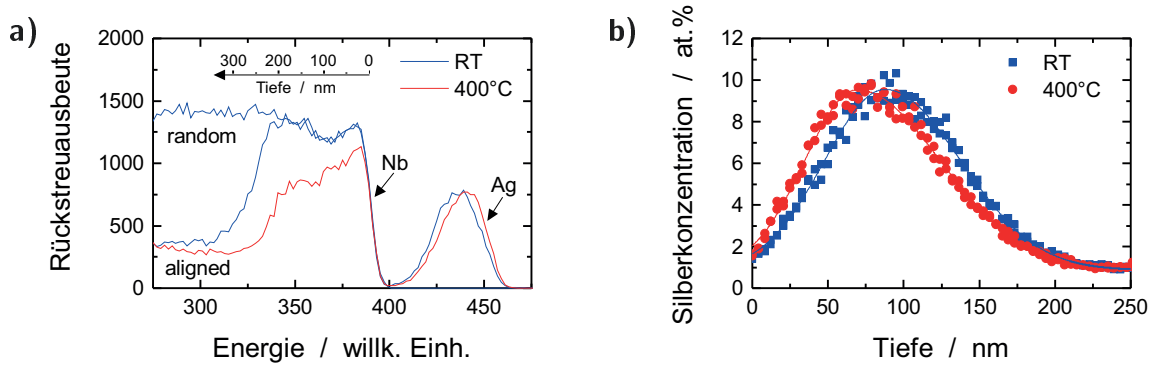 a)
2000
1500
1000
500
0
Rückstreuausbeute
300 200 100 0
Tiefe / nm
RT
400°C
random
Nb
Ag
aligned
300 350 400 450
Energie / willk. Einh.
b)
12
10
8
6
4
2
0
Silberkonzentration / at.%
RT
400°C
0 50 100 150 200 250
Tiefe / nm